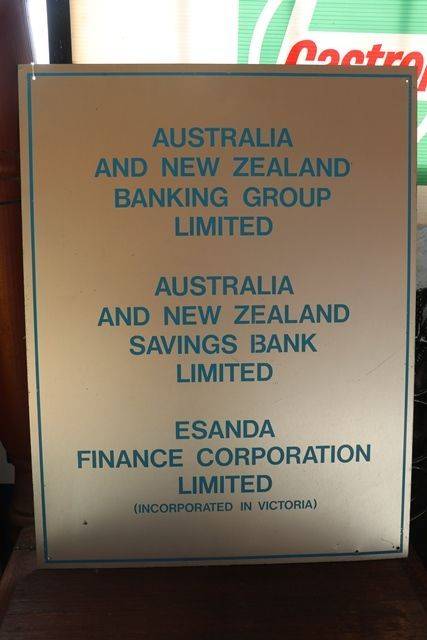 Castrol
AUSTRALIA
AND NEW ZEALAND
BANKING GROUP
LIMITED
AUSTRALIA
AND NEW ZEALAND
SAVINGS BANK
LIMITED
ESANDA
FINANCE CORPORATION
LIMITED
(INCORPORATED IN VICTORIA)